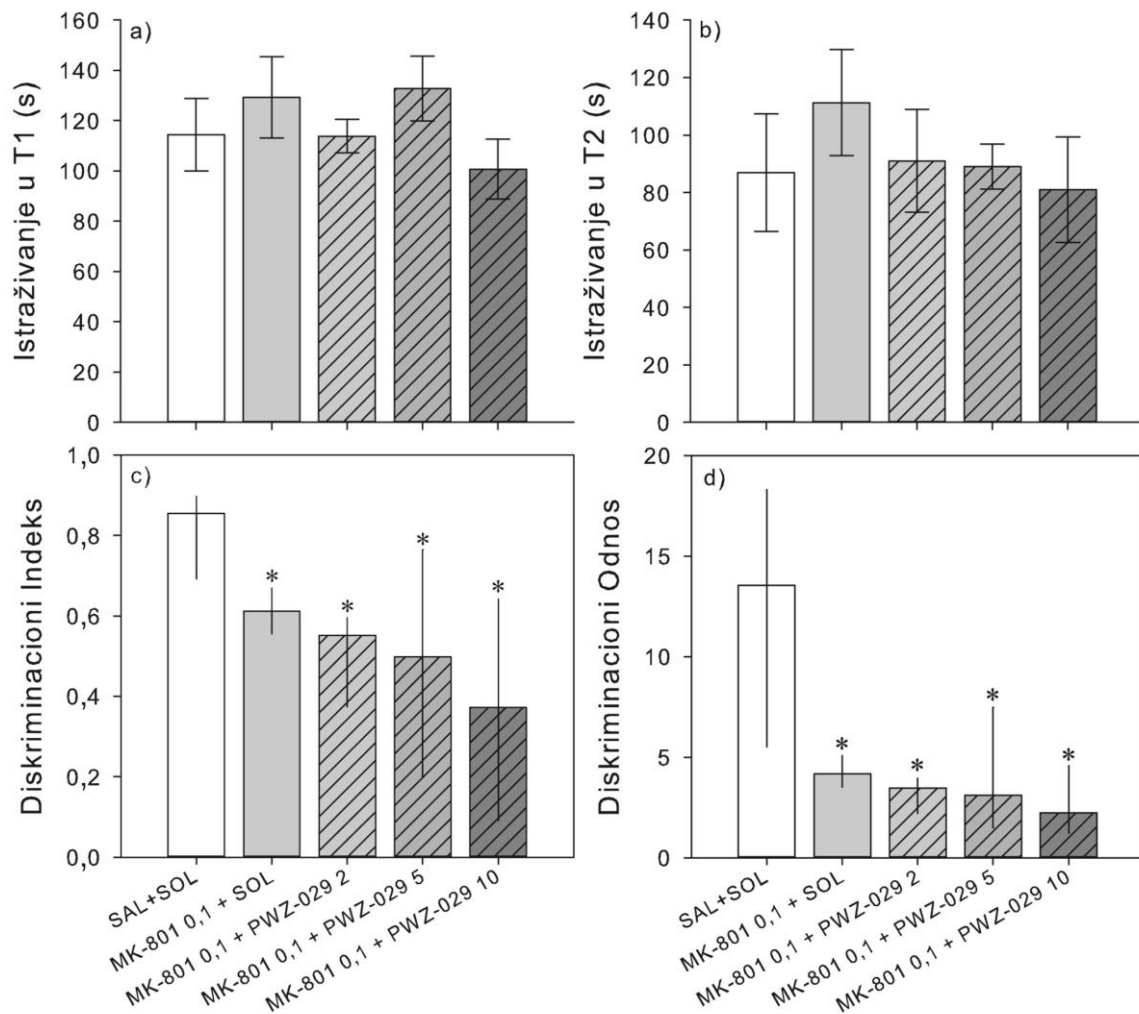 a)
Istraživanje u T1 (s)
160
140
120
100
80
60
40
20
0
b)
Istraživanje u T2 (s)
140
120
100
80
60
40
20
0
c)
Diskriminacioni Indeks
1,0
0,8
0,6
0,4
0,2
0,0
*
*
*
*
SAL+SOL
MK-801 0,1 + SOL
MK-801 0,1 + PWZ-029 2
MK-801 0,1 + PWZ-029 5
MK-801 0,1 + PWZ-029 10
d)
Diskriminacioni Odnos
20
15
10
5
0
*
*
*
*
SAL+SOL
MK-801 0,1 + SOL
MK-801 0,1 + PWZ-029 2
MK-801 0,1 + PWZ-029 5
MK-801 0,1 + PWZ-029 10